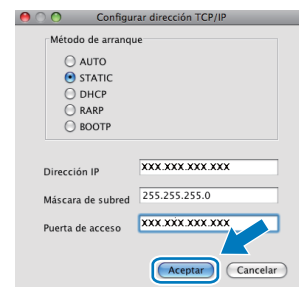 Configurar dirección TCP/IP
Método de arranque
AUTO
STATIC
DHCP
RARP
BOOTP
Dirección IP XXX.XXX.XXX.XXX
Máscara de subred 255.255.255.0
Puerta de acceso XXX.XXX.XXX.XXX
Aceptar Cancelar